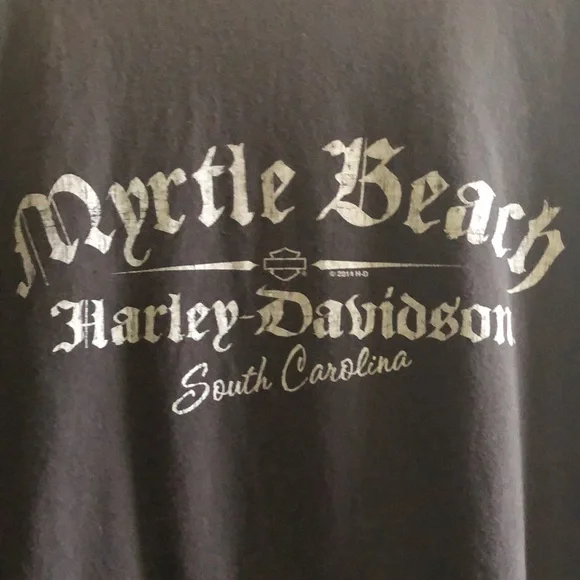 Myrtle Beach
© 2014 H-D
Harley-Davidson
South Carolina